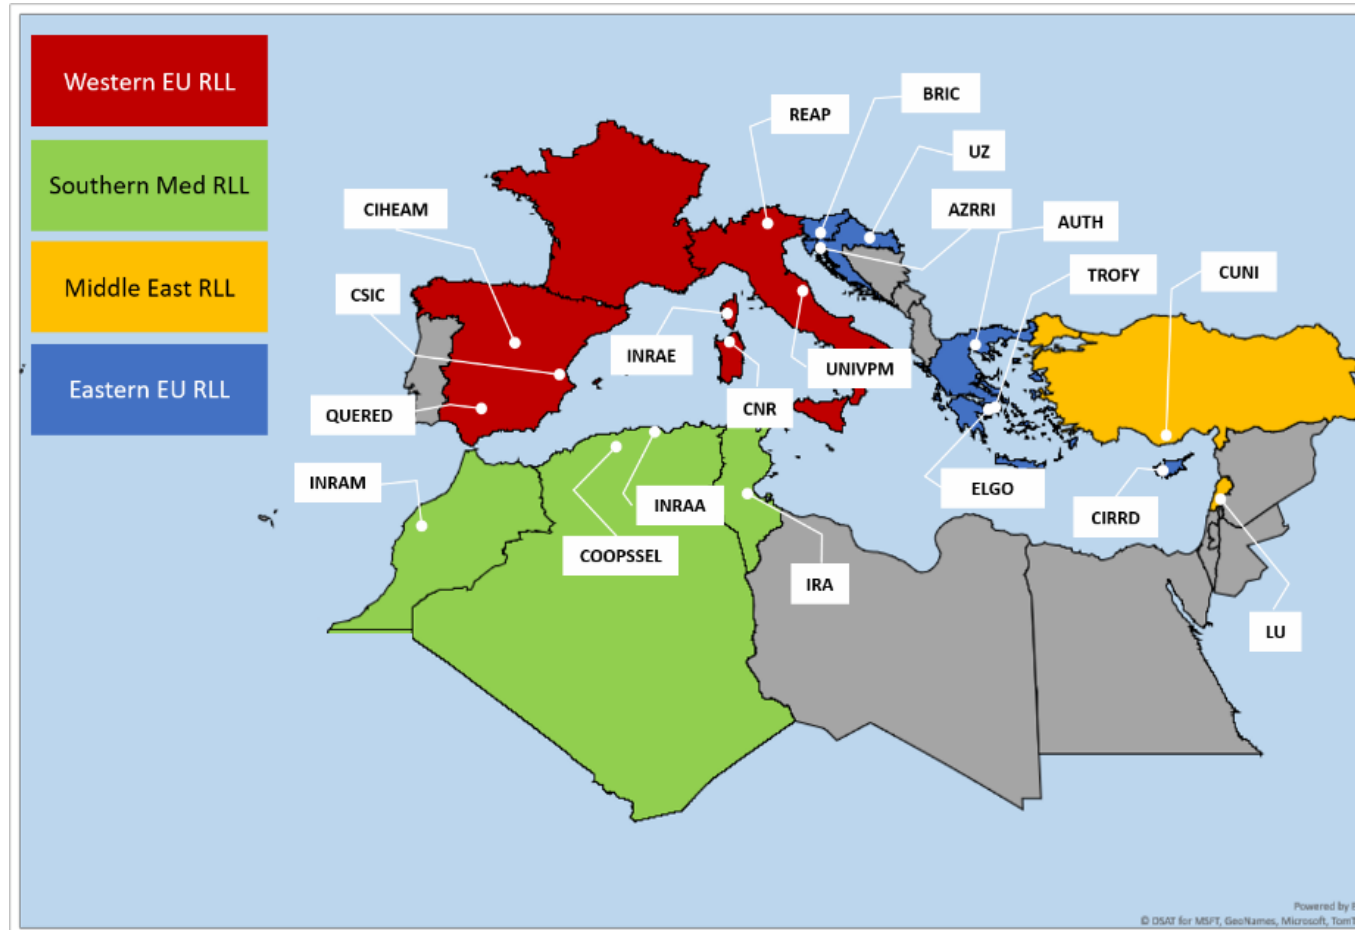 Western EU RLL
Southern Med RLL
Middle East RLL
Eastern EU RLL
BRIC
REAP
UZ
CIHEAM
AZRRI
AUTH
TROFY
CUNI
CSIC
INRAE
UNIVPM
CNR
QUERED
INRAM
ELGO
INRAA
CIRRD
COOPSSEL
IRA
LU
Powered by
© DSAT for MSFT, GeoNames, Microsoft, TomT